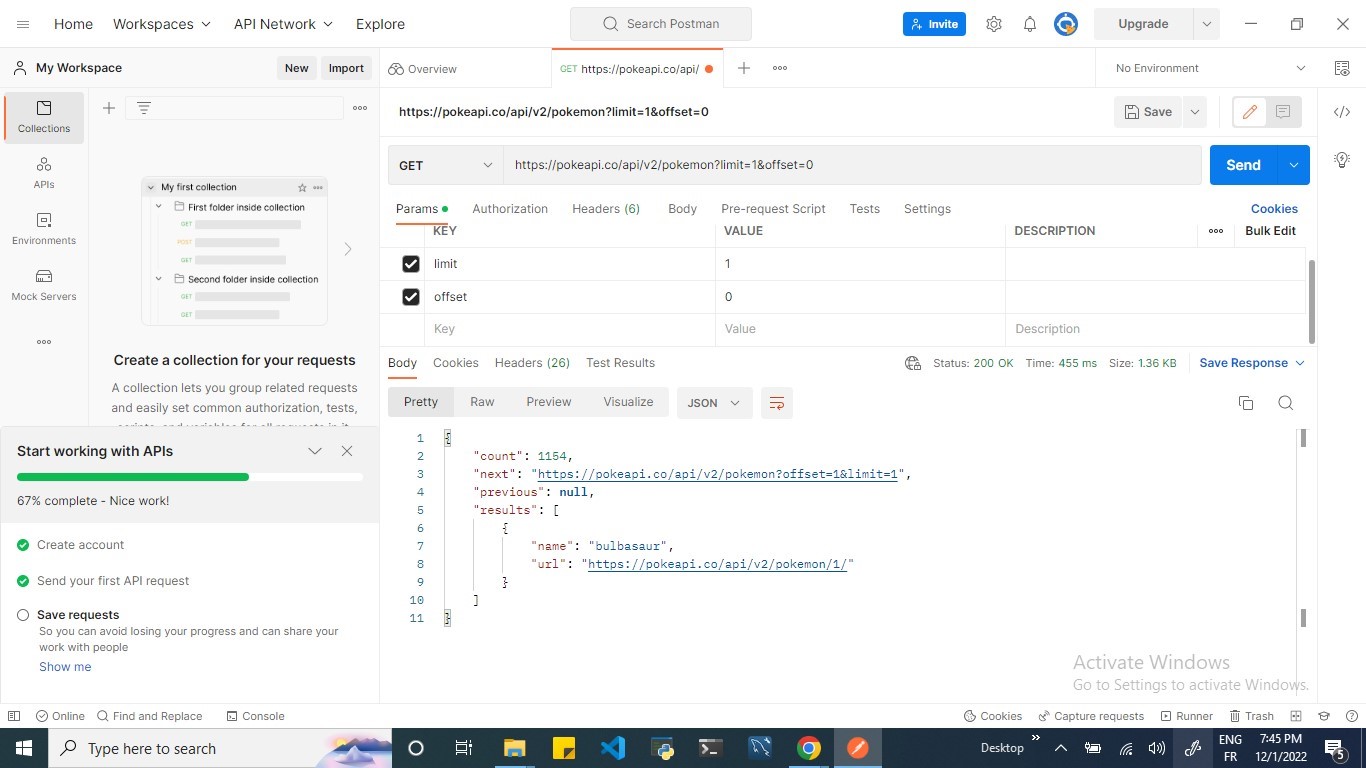 Home Workspaces API Network Explore Search Postman Invite Upgrade
My Workspace New Import Overview GET https://pokeapi.co/api/ No Environment
Collections
APIs
Environments
Mock Servers
My first collection
First folder inside collection
GET
POST
GET
Second folder inside collection
GET
GET
Create a collection for your requests
A collection lets you group related requests
and easily set common authorization, tests,
scripts, and variables for all requests in it.
Start working with APIs
67% complete - Nice work!
Create account
Send your first API request
Save requests
So you can avoid losing your progress and can share your
work with people
Show me
https://pokeapi.co/api/v2/pokemon?limit=1&offset=0 Save
GET https://pokeapi.co/api/v2/pokemon?limit=1&offset=0 Send
Params Authorization Headers (6) Body Pre-request Script Tests Settings Cookies
KEY VALUE DESCRIPTION Bulk Edit
limit 1
offset 0
Key Value Description
Body Cookies Headers (26) Test Results Status: 200 OK Time: 455 ms Size: 1.36 KB Save Response
Pretty Raw Preview Visualize JSON
1 {
2 "count": 1154,
3 "next": "https://pokeapi.co/api/v2/pokemon?offset=1&limit=1",
4 "previous": null,
5 "results": [
6 {
7 "name": "bulbasaur",
8 "url": "https://pokeapi.co/api/v2/pokemon/1/"
9 }
10 ]
11 }
Activate Windows
Go to Settings to activate Windows.
Online Find and Replace Console Cookies Capture requests Runner Trash
Type here to search Desktop ENG 7:45 PM
FR 12/1/2022 5